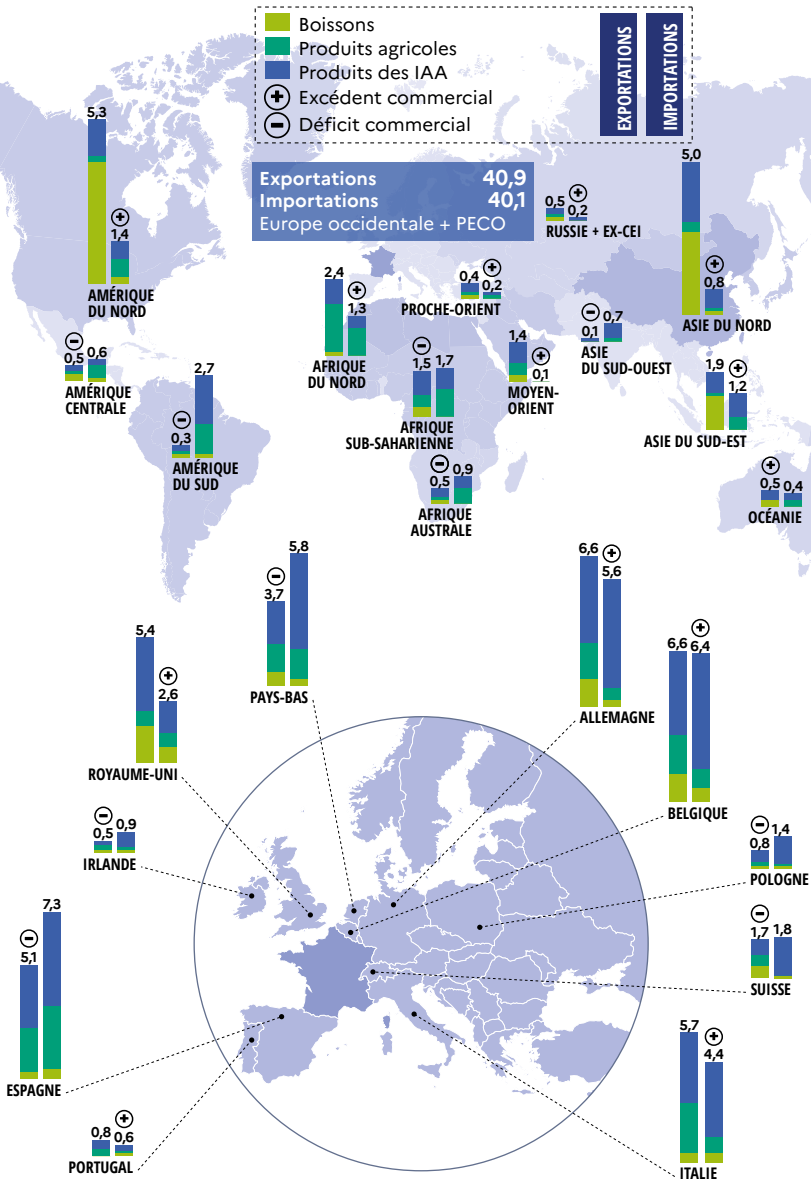 Boissons
Produits agricoles
Produits des IAA
+ Excédent commercial
− Déficit commercial
EXPORTATIONS
IMPORTATIONS
Exportations 40,9
Importations 40,1
Europe occidentale + PECO
5,3
+
1,4
AMÉRIQUE
DU NORD
−
0,5
0,6
AMÉRIQUE
CENTRALE
2,7
−
0,3
AMÉRIQUE
DU SUD
2,4
+
1,3
AFRIQUE
DU NORD
−
1,5
1,7
AFRIQUE
SUB-SAHARIENNE
−
0,5
0,9
AFRIQUE
AUSTRALE
0,4
+
0,2
PROCHE-ORIENT
1,4
+
0,1
MOYEN-
ORIENT
0,5
+
0,2
RUSSIE + EX-CEI
−
0,1
0,7
ASIE
DU SUD-OUEST
5,0
+
0,8
ASIE DU NORD
1,9
+
1,2
ASIE DU SUD-EST
+
0,5
0,4
OCÉANIE
−
3,7
5,8
PAYS-BAS
6,6
+
5,6
ALLEMAGNE
5,4
+
2,6
ROYAUME-UNI
6,6
+
6,4
BELGIQUE
−
0,5
0,9
IRLANDE
−
0,8
1,4
POLOGNE
−
5,1
7,3
ESPAGNE
−
1,7
1,8
SUISSE
0,8
+
0,6
PORTUGAL
5,7
+
4,4
ITALIE